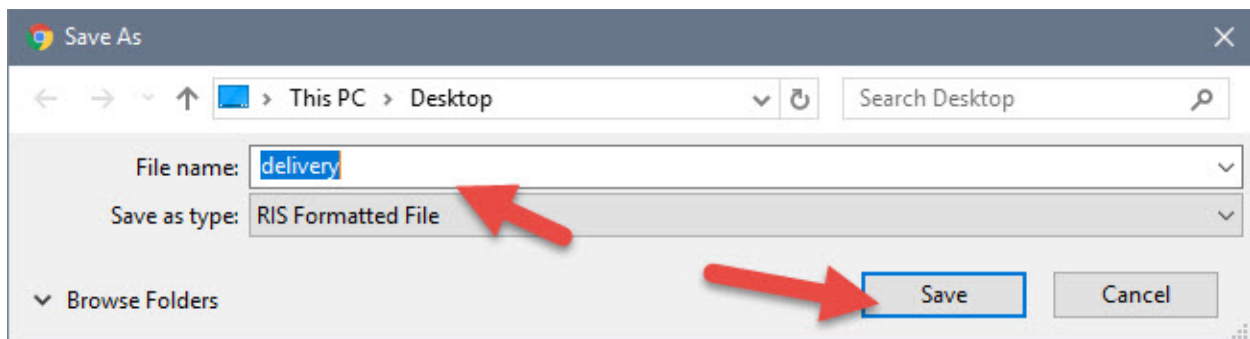 Save As
This PC > Desktop
Search Desktop
File name: delivery
Save as type: RIS Formatted File
Browse Folders
Save
Cancel